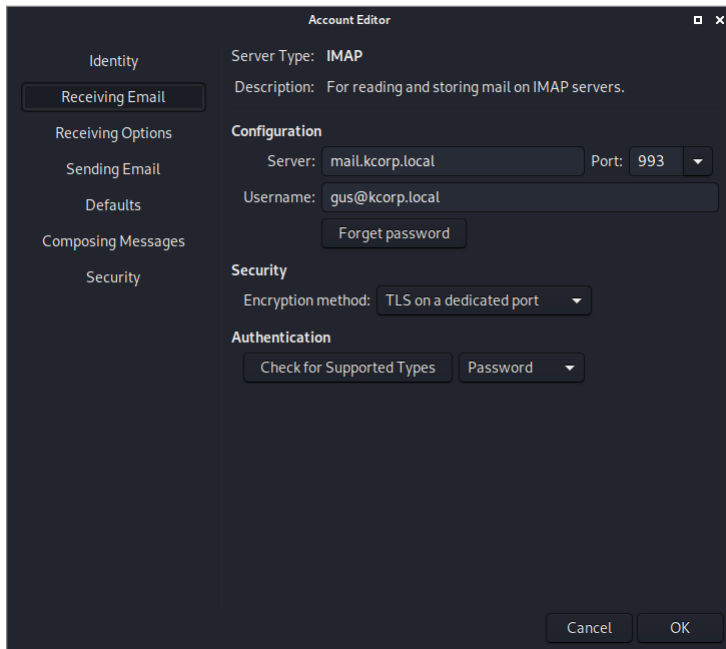 Account Editor
Identity
Receiving Email
Receiving Options
Sending Email
Defaults
Composing Messages
Security
Server Type: IMAP
Description: For reading and storing mail on IMAP servers.
Configuration
Server: mail.kcorp.local Port: 993
Username: gus@kcorp.local
Forget password
Security
Encryption method: TLS on a dedicated port
Authentication
Check for Supported Types Password
Cancel OK